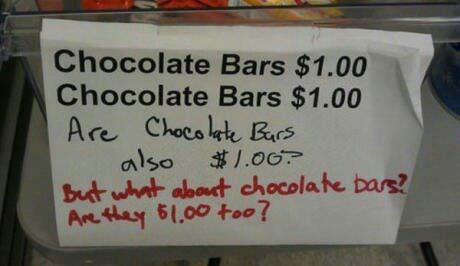 Chocolate Bars $1.00
Chocolate Bars $1.00
Are Chocolate Bars
also $1.00?
But what about chocolate bars?
Are they $1.00 too?